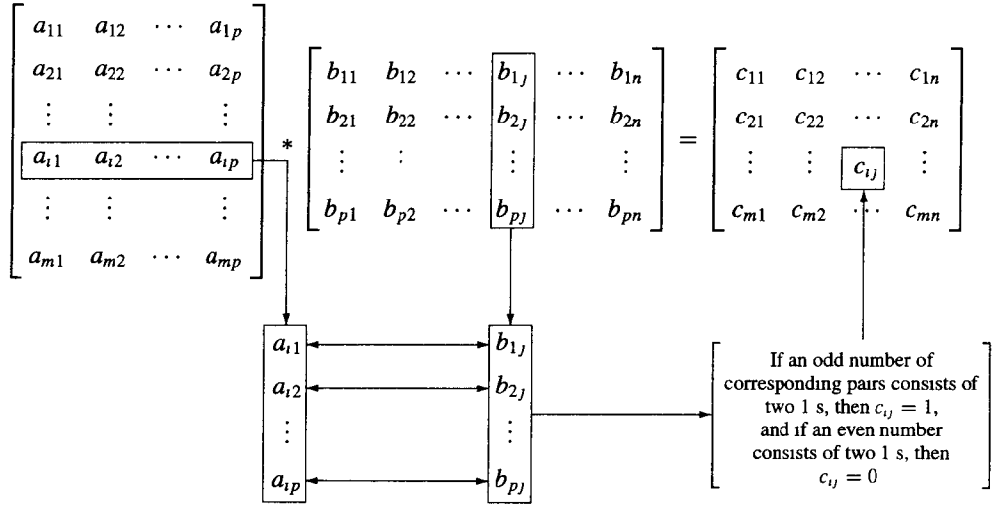 a₁₁ a₁₂ ⋯ a₁ₚ
a₂₁ a₂₂ ⋯ a₂ₚ
⋮ ⋮ ⋮
aᵢ₁ aᵢ₂ ⋯ aᵢₚ
⋮ ⋮ ⋮
aₘ₁ aₘ₂ ⋯ aₘₚ
*
b₁₁ b₁₂ ⋯ b₁ⱼ ⋯ b₁ₙ
b₂₁ b₂₂ ⋯ b₂ⱼ ⋯ b₂ₙ
⋮ ⋮ ⋮ ⋮
bₚ₁ bₚ₂ ⋯ bₚⱼ ⋯ bₚₙ
=
c₁₁ c₁₂ ⋯ c₁ₙ
c₂₁ c₂₂ ⋯ c₂ₙ
⋮ ⋮ cᵢⱼ ⋮
cₘ₁ cₘ₂ ⋯ cₘₙ
aᵢ₁ b₁ⱼ
aᵢ₂ b₂ⱼ
⋮ ⋮
aᵢₚ bₚⱼ
If an odd number of
corresponding pairs consists of
two 1 s, then cᵢⱼ = 1,
and if an even number
consists of two 1 s, then
cᵢⱼ = 0